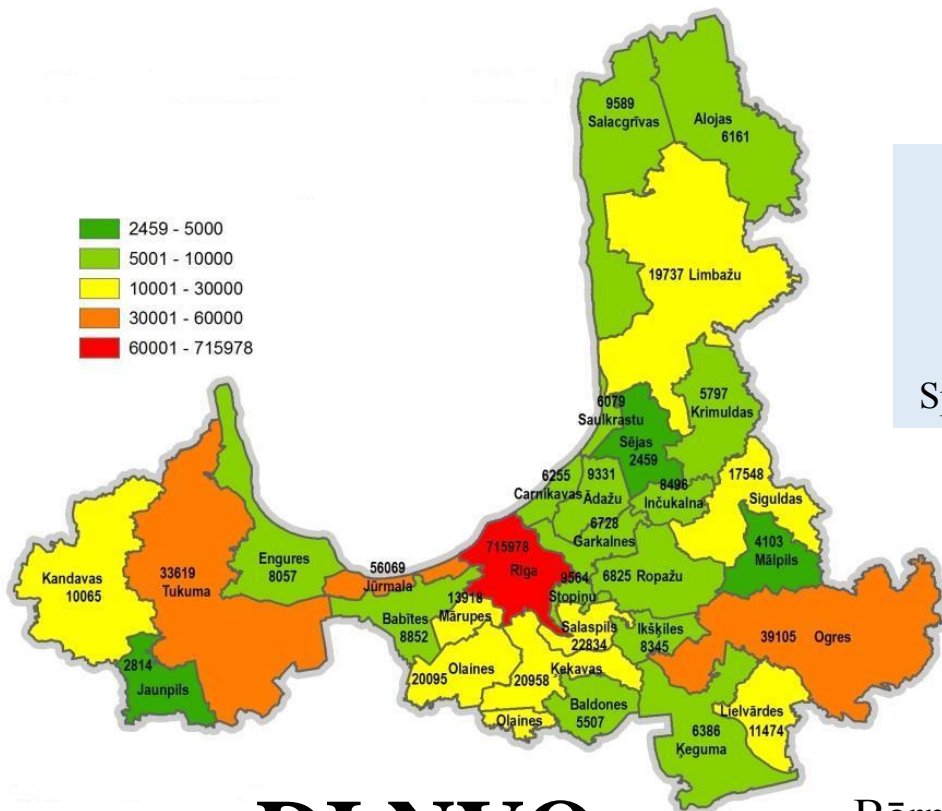 2459 - 5000
5001 - 10000
10001 - 30000
30001 - 60000
60001 - 715978
9589
Salacgrīvas
Alojas
6161
19737 Limbažu
5797
Krimuldas
6079
Saulkrastu
Sējas
2459
17548
Siguldas
6255
Carnikavas
9331
Ādažu
8496
Inčukalna
6728
Garkalnes
4103
Mālpils
715978
Rīga
9564
Stopiņu
6825 Ropažu
Engures
8057
56069
Jūrmala
33619
Tukuma
Kandavas
10065
13918
Mārupes
Babītes
8852
Salaspils
22834
Ikšķiles
8345
39105 Ogres
2814
Jaunpils
Olaines
20095
Ķekavas
20958
Olaines
Baldones
5507
Lielvārdes
11474
6386
Ķeguma